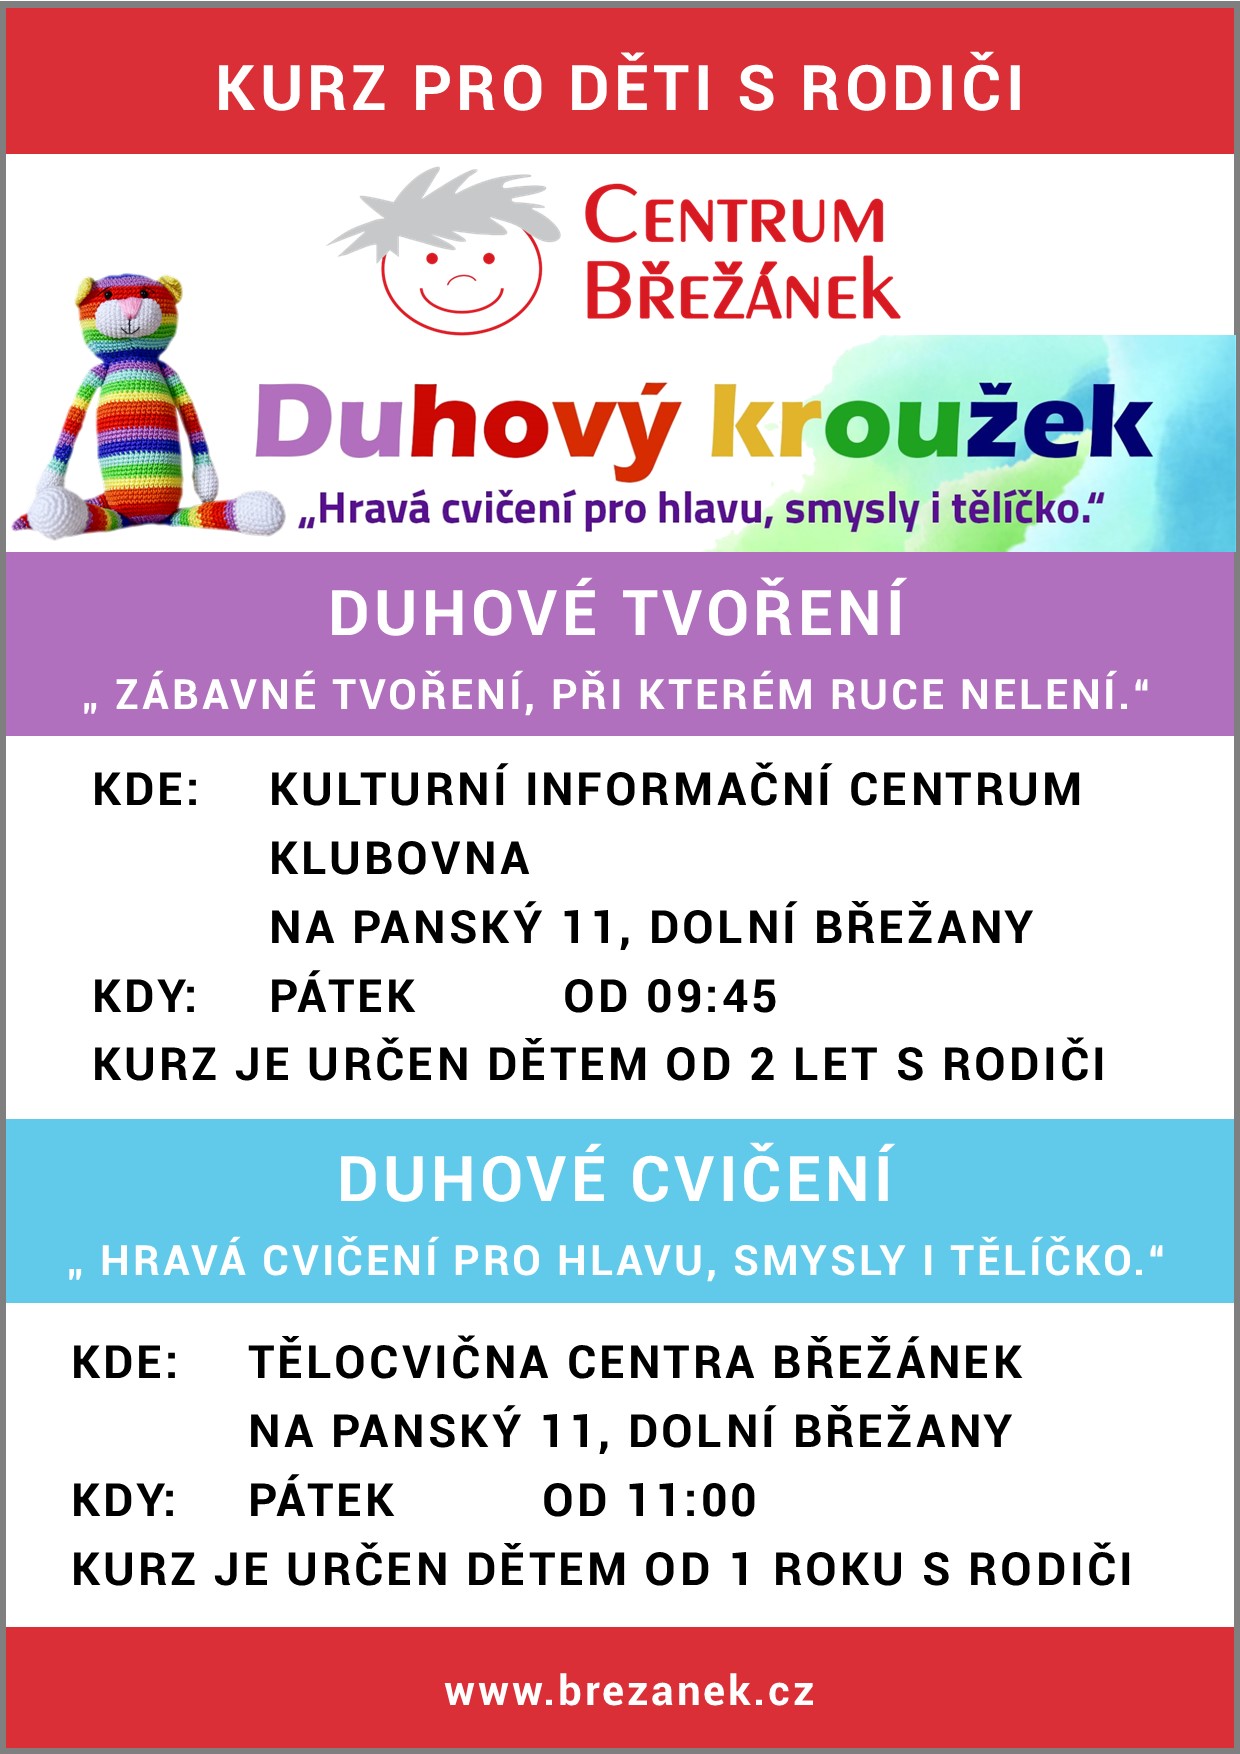 KURZ PRO DĚTI S RODIČI
CENTRUM
BŘEŽÁNEK
Duhový kroužek
„Hravá cvičení pro hlavu, smysly i tělíčko.“
DUHOVÉ TVOŘENÍ
„ ZÁBAVNÉ TVOŘENÍ, PŘI KTERÉM RUCE NELENÍ.“
KDE: KULTURNÍ INFORMAČNÍ CENTRUM
KLUBOVNA
NA PANSKÝ 11, DOLNÍ BŘEŽANY
KDY: PÁTEK OD 09:45
KURZ JE URČEN DĚTEM OD 2 LET S RODIČI
DUHOVÉ CVIČENÍ
„ HRAVÁ CVIČENÍ PRO HLAVU, SMYSLY I TĚLÍČKO.“
KDE: TĚLOCVIČNA CENTRA BŘEŽÁNEK
NA PANSKÝ 11, DOLNÍ BŘEŽANY
KDY: PÁTEK OD 11:00
KURZ JE URČEN DĚTEM OD 1 ROKU S RODIČI
www.brezanek.cz